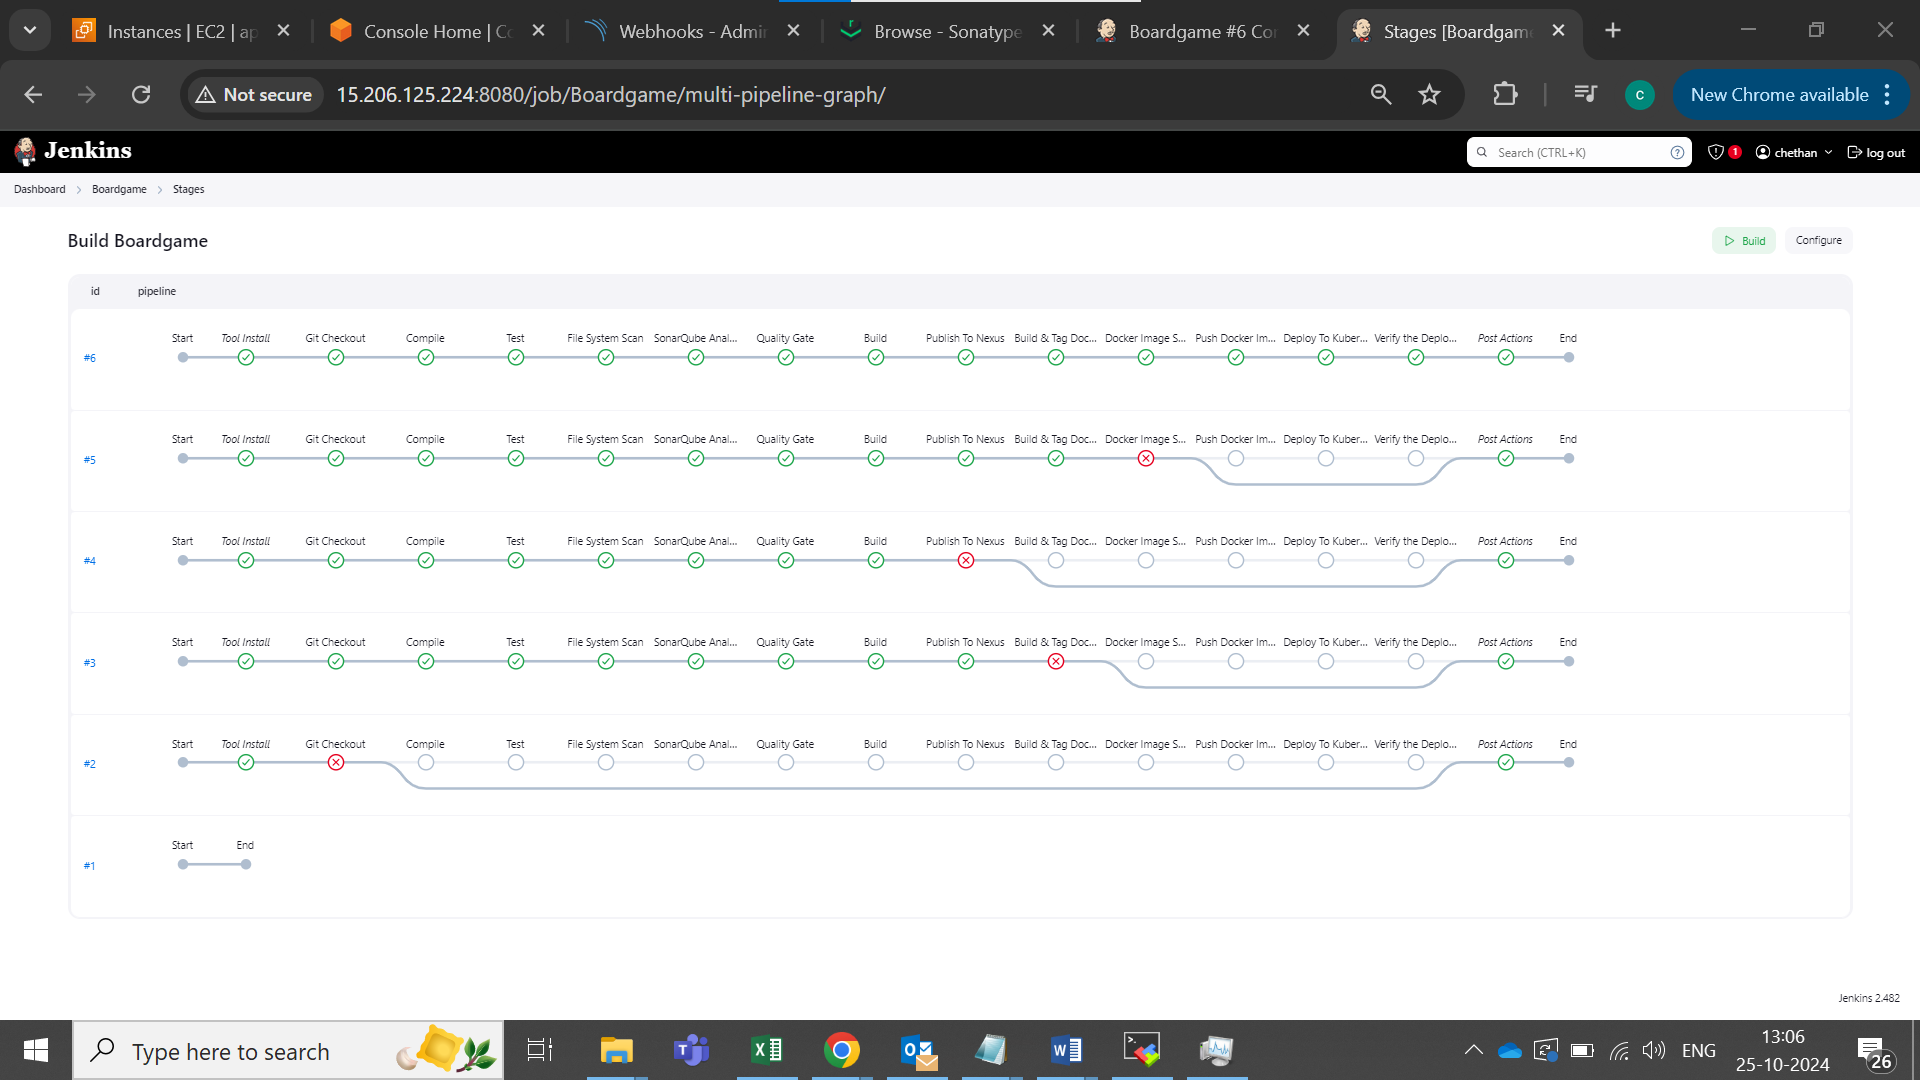 Instances | EC2 | ap
Console Home | Co
Webhooks - Admin
Browse - Sonatype
Boardgame #6 Con
Stages [Boardgame
Not secure
15.206.125.224:8080/job/Boardgame/multi-pipeline-graph/
C
New Chrome available
Jenkins
Search (CTRL+K)
?
1
chethan
log out
Dashboard
Boardgame
Stages
Build Boardgame
Build
Configure
id pipeline
Start Tool Install Git Checkout Compile Test File System Scan SonarQube Anal... Quality Gate Build Publish To Nexus Build & Tag Doc... Docker Image S... Push Docker Im... Deploy To Kuber... Verify the Deplo... Post Actions End
#6
Start Tool Install Git Checkout Compile Test File System Scan SonarQube Anal... Quality Gate Build Publish To Nexus Build & Tag Doc... Docker Image S... Push Docker Im... Deploy To Kuber... Verify the Deplo... Post Actions End
#5
Start Tool Install Git Checkout Compile Test File System Scan SonarQube Anal... Quality Gate Build Publish To Nexus Build & Tag Doc... Docker Image S... Push Docker Im... Deploy To Kuber... Verify the Deplo... Post Actions End
#4
Start Tool Install Git Checkout Compile Test File System Scan SonarQube Anal... Quality Gate Build Publish To Nexus Build & Tag Doc... Docker Image S... Push Docker Im... Deploy To Kuber... Verify the Deplo... Post Actions End
#3
Start Tool Install Git Checkout Compile Test File System Scan SonarQube Anal... Quality Gate Build Publish To Nexus Build & Tag Doc... Docker Image S... Push Docker Im... Deploy To Kuber... Verify the Deplo... Post Actions End
#2
Start End
#1
Jenkins 2.482
Type here to search
ENG
13:06
25-10-2024
26